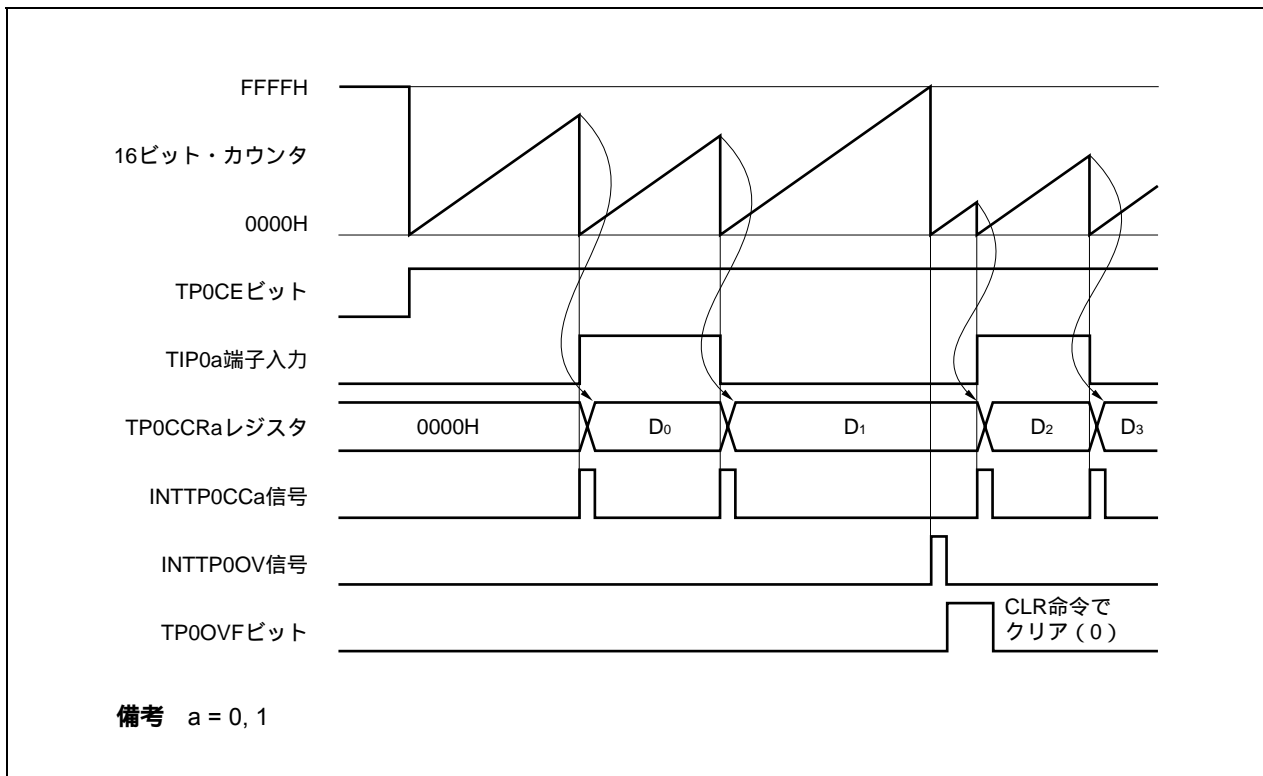 FFFFH
16ビット・カウンタ
0000H
TP0CEビット
TIP0a端子入力
TP0CCRaレジスタ
0000H
D0
D1
D2
D3
INTTP0CCa信号
INTTP0OV信号
TP0OVFビット
CLR命令で
クリア（0）
備考 a = 0, 1